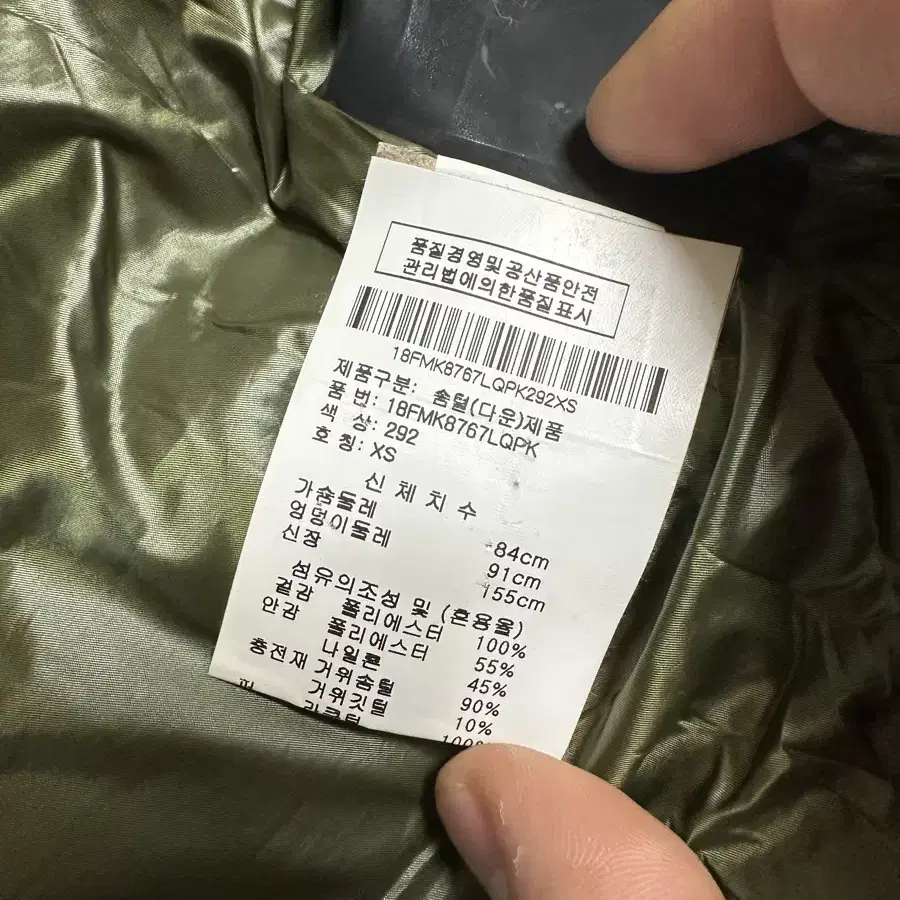 품질경영및공산품안전
관리법에의한품질표시
18FMK8767LQPK292XS
제품구분: 솜털(다운)제품
품 번: 18FMK8767LQPK
색 상: 292
호 칭: XS
신 체 치 수
가슴둘레 84cm
엉덩이둘레 91cm
신장 155cm
섬유의조성 및 (혼용율)
겉감 폴리에스터 100%
안감 폴리에스터 55%
나일론 45%
충전재 거위솜털 90%
거위깃털 10%
100%